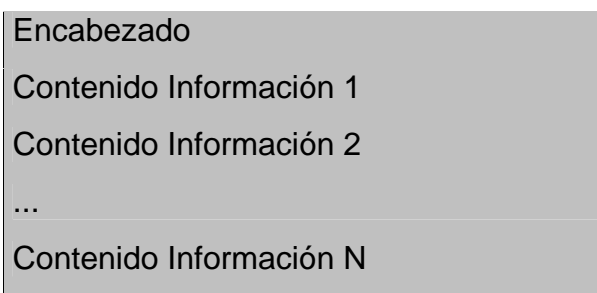 Encabezado
Contenido Información 1
Contenido Información 2
...
Contenido Información N